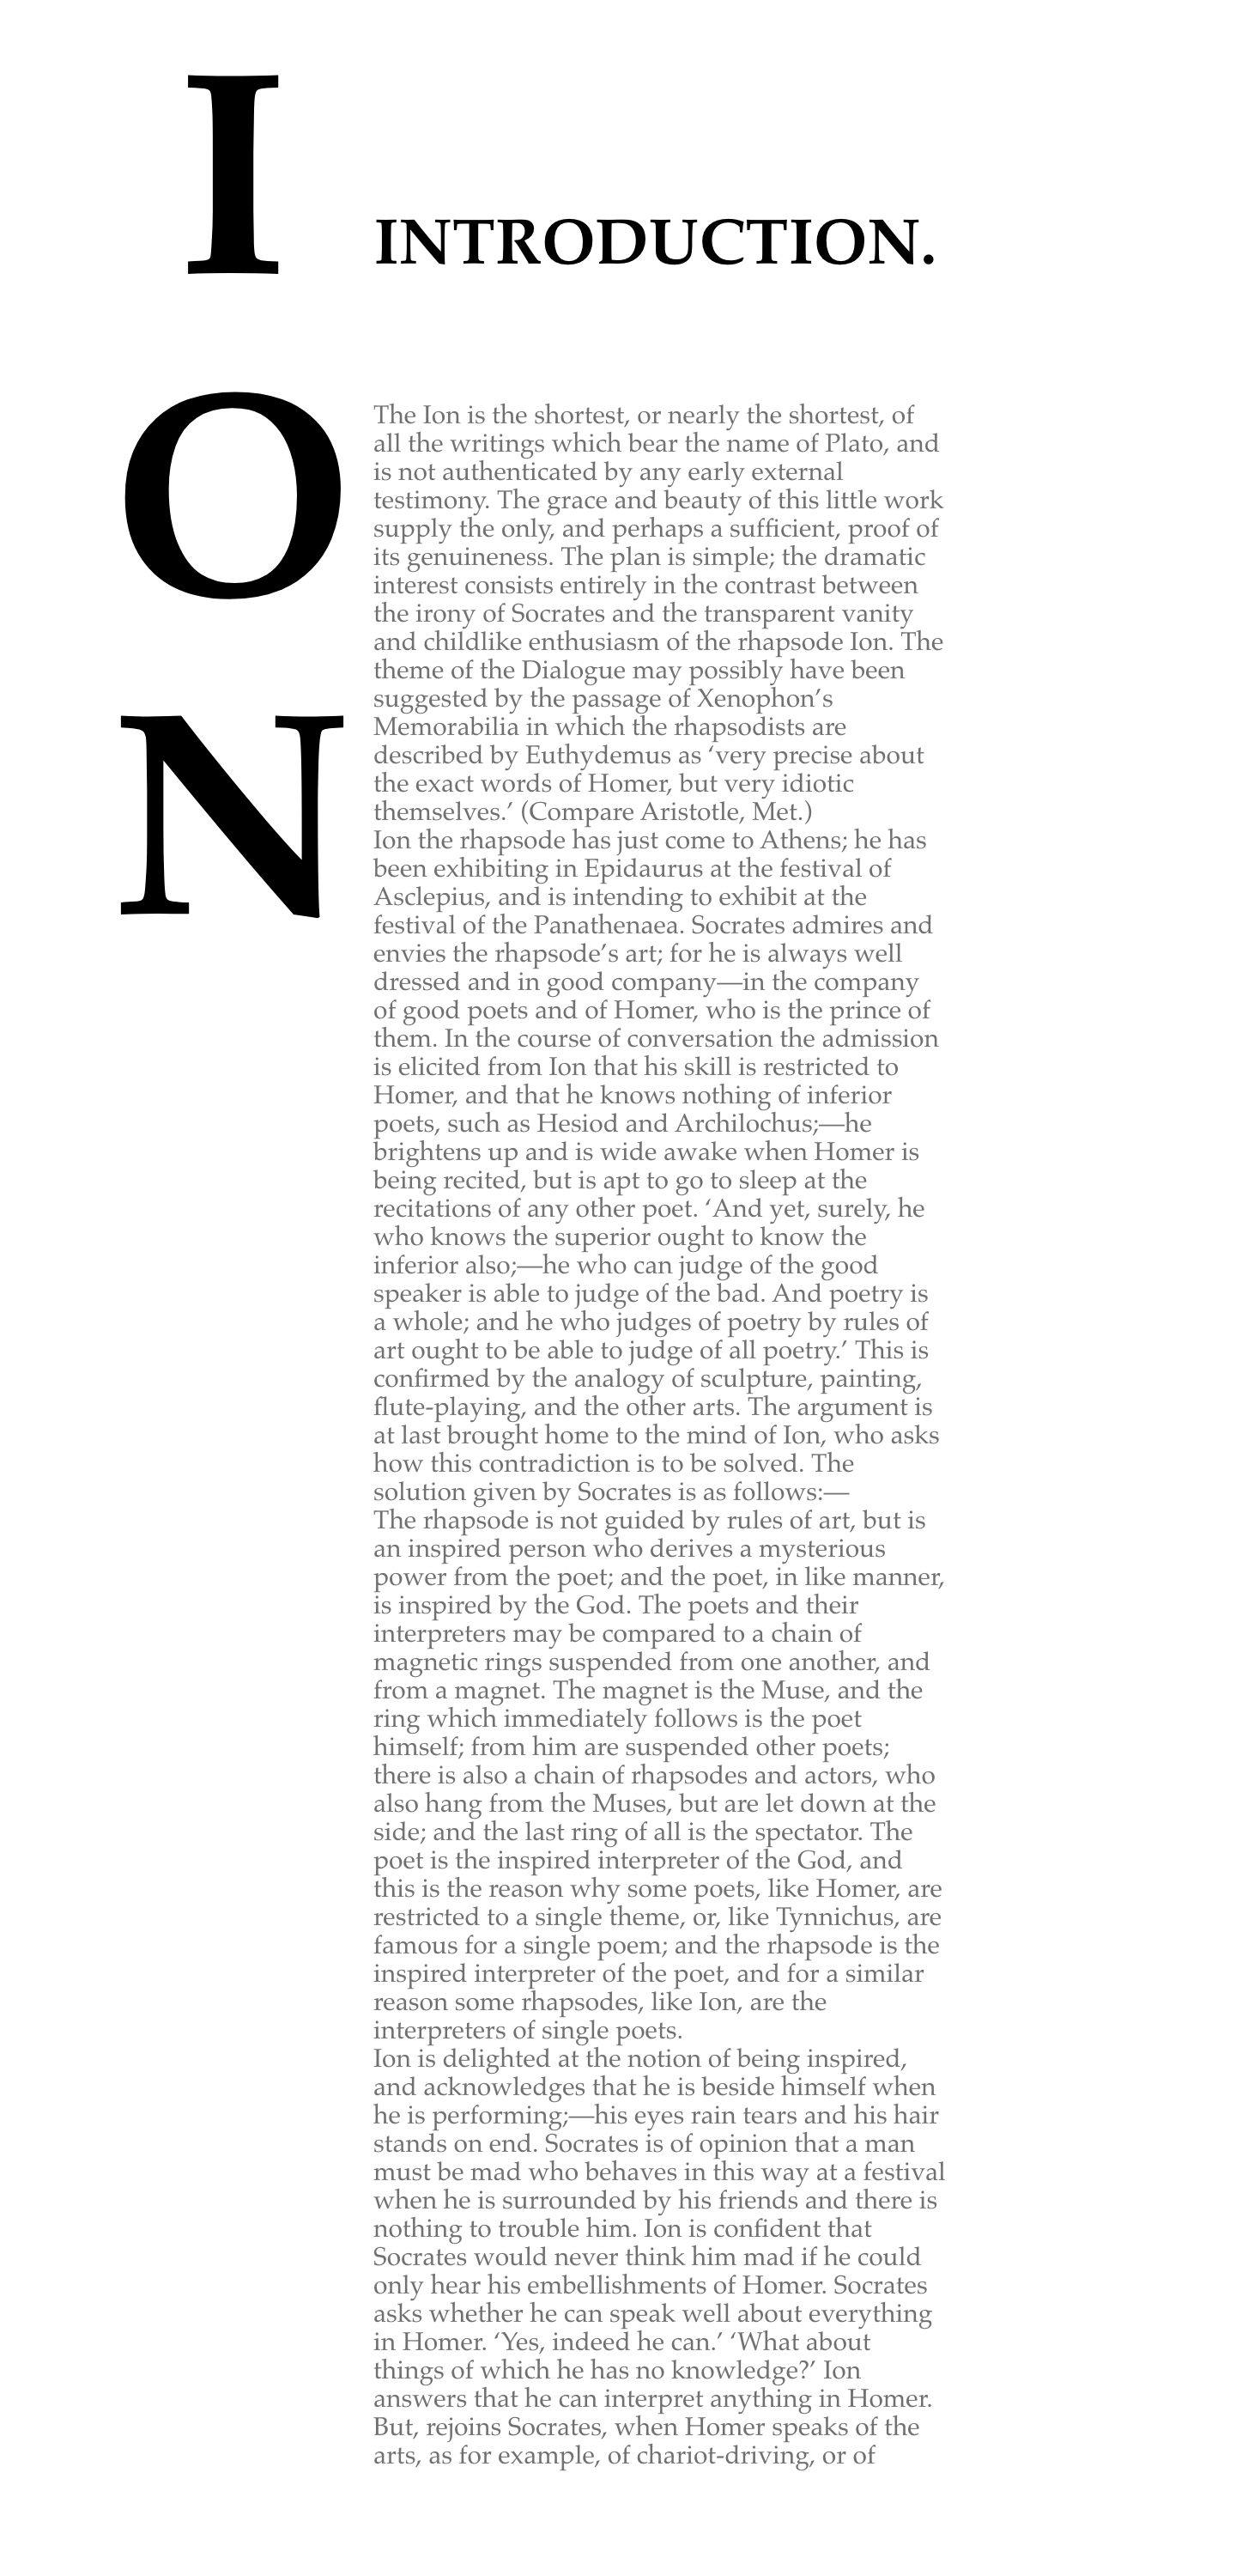 I
O
N
INTRODUCTION.
The Ion is the shortest, or nearly the shortest, of
all the writings which bear the name of Plato, and
is not authenticated by any early external
testimony. The grace and beauty of this little work
supply the only, and perhaps a sufficient, proof of
its genuineness. The plan is simple; the dramatic
interest consists entirely in the contrast between
the irony of Socrates and the transparent vanity
and childlike enthusiasm of the rhapsode Ion. The
theme of the Dialogue may possibly have been
suggested by the passage of Xenophon’s
Memorabilia in which the rhapsodists are
described by Euthydemus as ‘very precise about
the exact words of Homer, but very idiotic
themselves.’ (Compare Aristotle, Met.)
Ion the rhapsode has just come to Athens; he has
been exhibiting in Epidaurus at the festival of
Asclepius, and is intending to exhibit at the
festival of the Panathenaea. Socrates admires and
envies the rhapsode’s art; for he is always well
dressed and in good company—in the company
of good poets and of Homer, who is the prince of
them. In the course of conversation the admission
is elicited from Ion that his skill is restricted to
Homer, and that he knows nothing of inferior
poets, such as Hesiod and Archilochus;—he
brightens up and is wide awake when Homer is
being recited, but is apt to go to sleep at the
recitations of any other poet. ‘And yet, surely, he
who knows the superior ought to know the
inferior also;—he who can judge of the good
speaker is able to judge of the bad. And poetry is
a whole; and he who judges of poetry by rules of
art ought to be able to judge of all poetry.’ This is
confirmed by the analogy of sculpture, painting,
flute-playing, and the other arts. The argument is
at last brought home to the mind of Ion, who asks
how this contradiction is to be solved. The
solution given by Socrates is as follows:—
The rhapsode is not guided by rules of art, but is
an inspired person who derives a mysterious
power from the poet; and the poet, in like manner,
is inspired by the God. The poets and their
interpreters may be compared to a chain of
magnetic rings suspended from one another, and
from a magnet. The magnet is the Muse, and the
ring which immediately follows is the poet
himself; from him are suspended other poets;
there is also a chain of rhapsodes and actors, who
also hang from the Muses, but are let down at the
side; and the last ring of all is the spectator. The
poet is the inspired interpreter of the God, and
this is the reason why some poets, like Homer, are
restricted to a single theme, or, like Tynnichus, are
famous for a single poem; and the rhapsode is the
inspired interpreter of the poet, and for a similar
reason some rhapsodes, like Ion, are the
interpreters of single poets.
Ion is delighted at the notion of being inspired,
and acknowledges that he is beside himself when
he is performing;—his eyes rain tears and his hair
stands on end. Socrates is of opinion that a man
must be mad who behaves in this way at a festival
when he is surrounded by his friends and there is
nothing to trouble him. Ion is confident that
Socrates would never think him mad if he could
only hear his embellishments of Homer. Socrates
asks whether he can speak well about everything
in Homer. ‘Yes, indeed he can.’ ‘What about
things of which he has no knowledge?’ Ion
answers that he can interpret anything in Homer.
But, rejoins Socrates, when Homer speaks of the
arts, as for example, of chariot-driving, or of